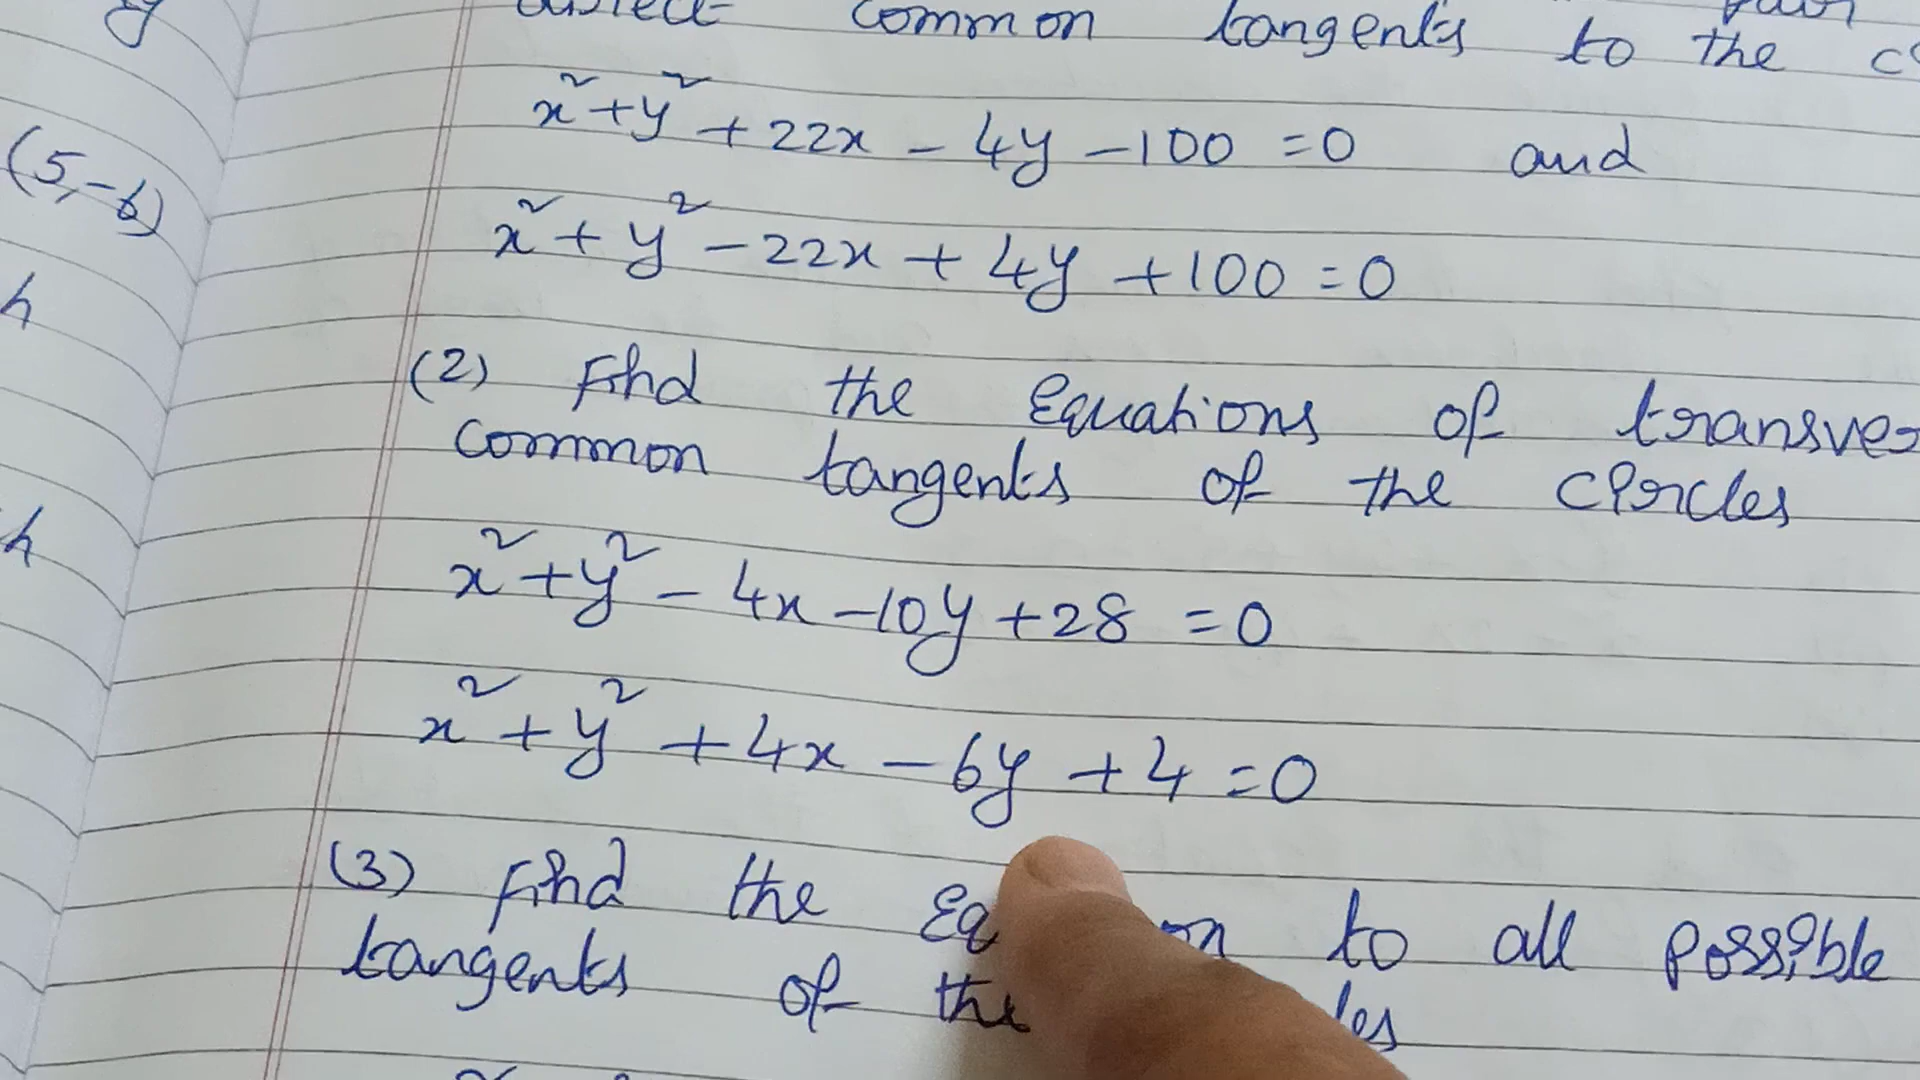 common tangents to the
x² + y² + 22x - 4y - 100 = 0 and
(5, -6)
x² + y² - 22x + 4y + 100 = 0
h
(2) Find the Equations of
common tangents of the circles
h
x² + y² - 4x - 10y + 28 = 0
x² + y² + 4x - 6y + 4 = 0
(3) Find the to all possible
tangents of the